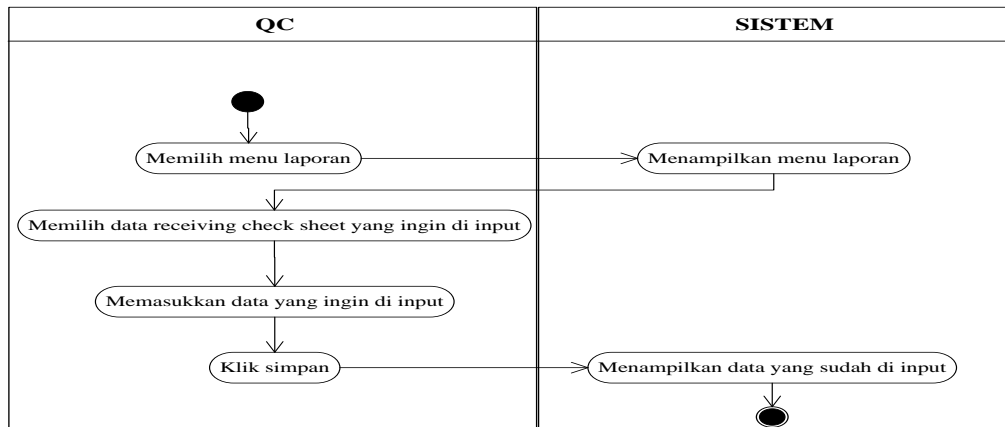 QC
SISTEM
Memilih menu laporan
Menampilkan menu laporan
Memilih data receiving check sheet yang ingin di input
Memasukkan data yang ingin di input
Klik simpan
Menampilkan data yang sudah di input